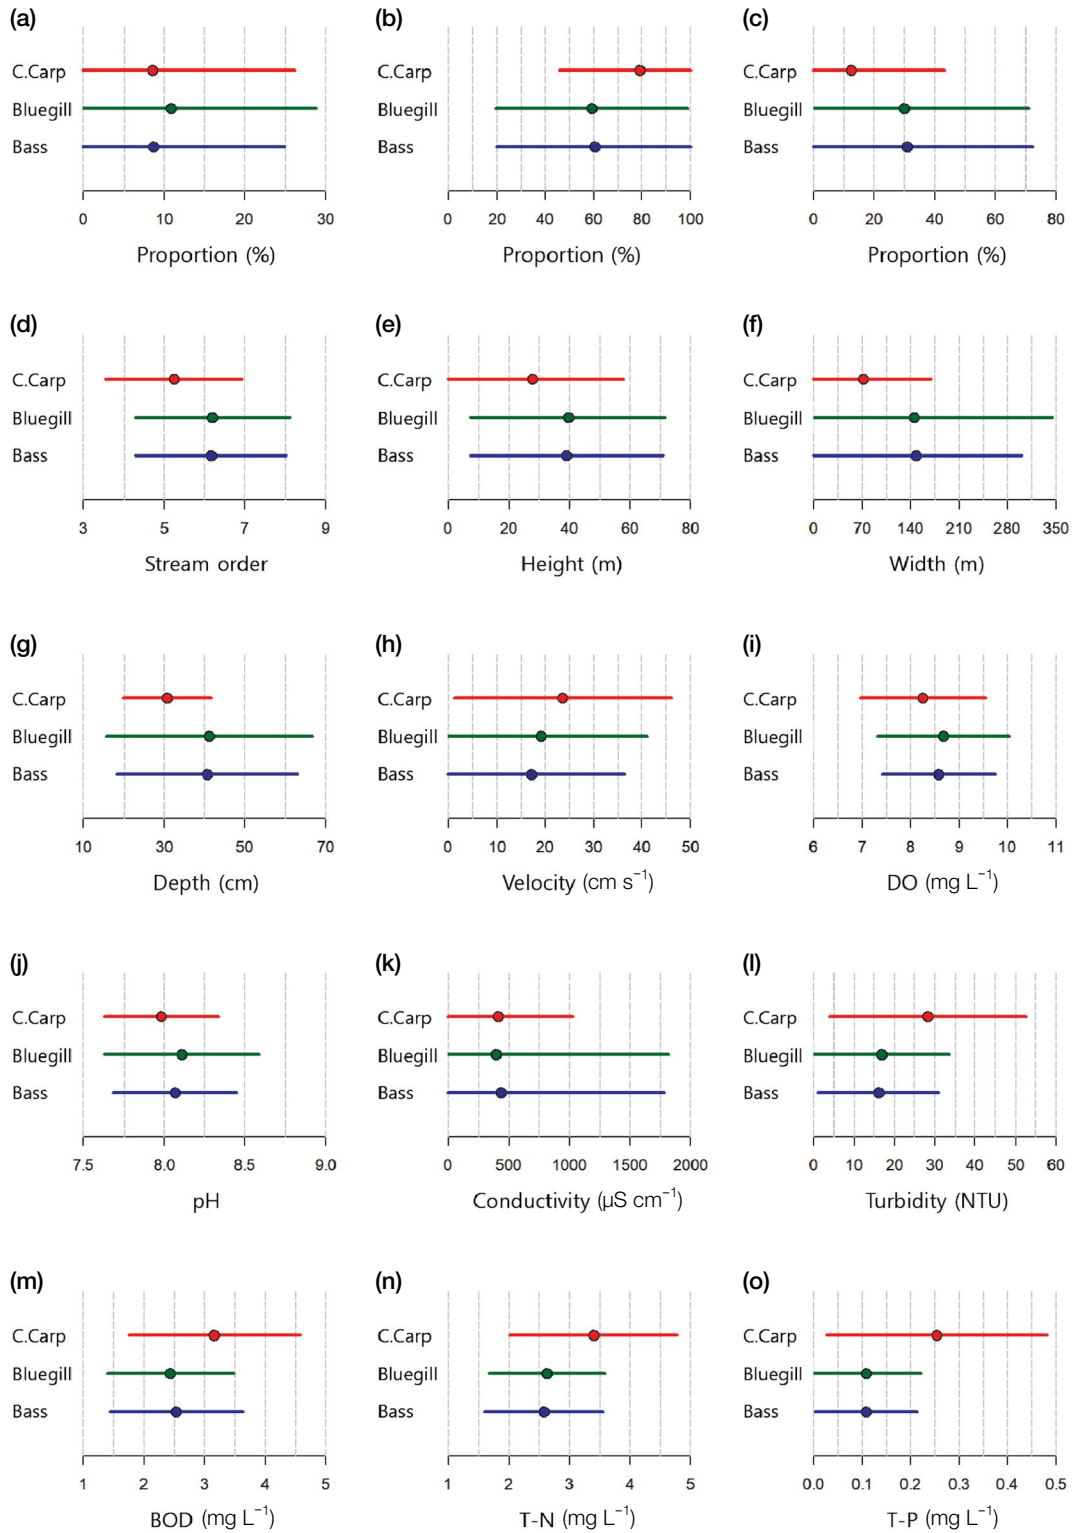 (a) (b) (c)
C.Carp C.Carp C.Carp
Bluegill Bluegill Bluegill
Bass Bass Bass
0 10 20 30 0 20 40 60 80 100 0 20 40 60 80
Proportion (%) Proportion (%) Proportion (%)
(d) (e) (f)
C.Carp C.Carp C.Carp
Bluegill Bluegill Bluegill
Bass Bass Bass
3 5 7 9 0 20 40 60 80 0 70 140 210 280 350
Stream order Height (m) Width (m)
(g) (h) (i)
C.Carp C.Carp C.Carp
Bluegill Bluegill Bluegill
Bass Bass Bass
10 30 50 70 0 10 20 30 40 50 6 7 8 9 10 11
Depth (cm) Velocity (cm s⁻¹) DO (mg L⁻¹)
(j) (k) (l)
C.Carp C.Carp C.Carp
Bluegill Bluegill Bluegill
Bass Bass Bass
7.5 8.0 8.5 9.0 0 500 1000 1500 2000 0 10 20 30 40 50 60
pH Conductivity (μS cm⁻¹) Turbidity (NTU)
(m) (n) (o)
C.Carp C.Carp C.Carp
Bluegill Bluegill Bluegill
Bass Bass Bass
1 2 3 4 5 1 2 3 4 5 0.0 0.1 0.2 0.3 0.4 0.5
BOD (mg L⁻¹) T-N (mg L⁻¹) T-P (mg L⁻¹)